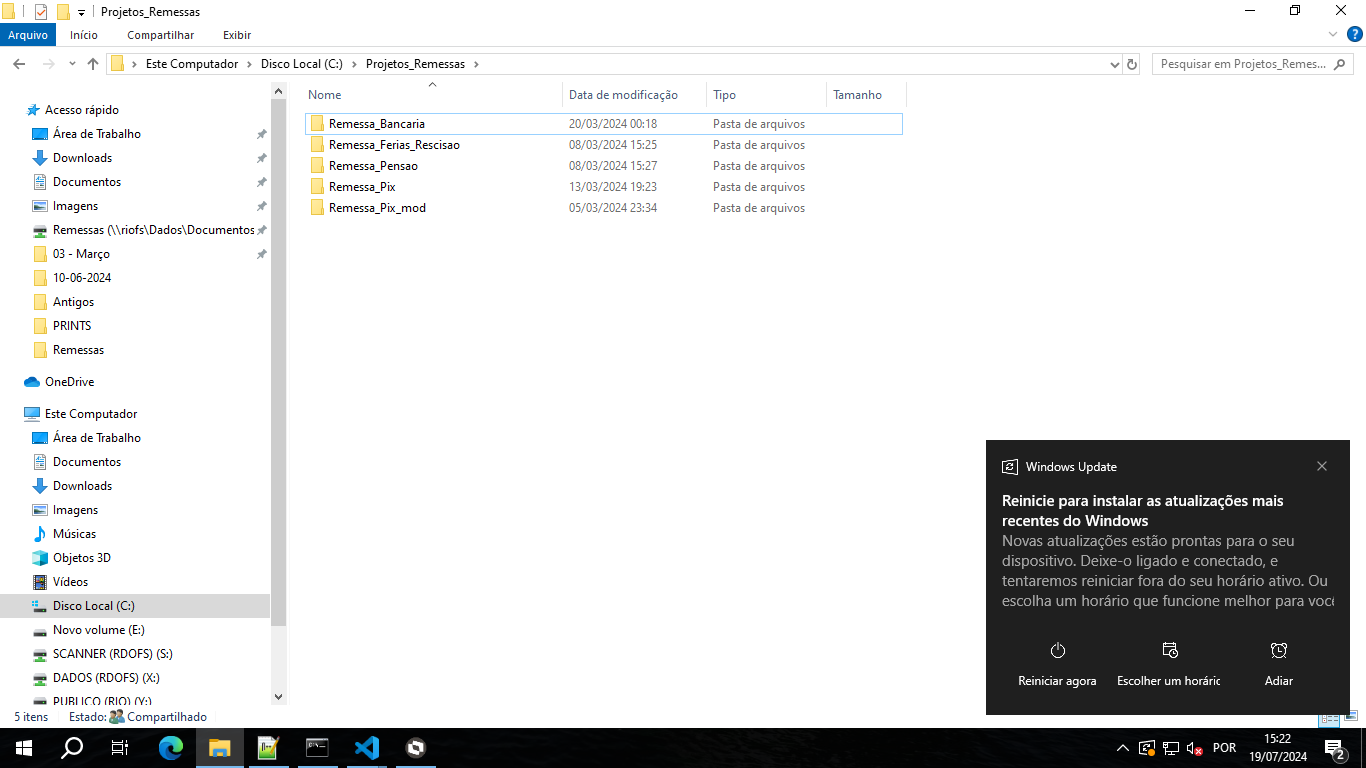 Projetos_Remessas
Arquivo
Início
Compartilhar
Exibir
Este Computador
Disco Local (C:)
Projetos_Remessas
Pesquisar em Projetos_Remes...
Nome
Data de modificação
Tipo
Tamanho
Remessa_Bancaria 20/03/2024 00:18 Pasta de arquivos
Remessa_Ferias_Rescisao 08/03/2024 15:25 Pasta de arquivos
Remessa_Pensao 08/03/2024 15:27 Pasta de arquivos
Remessa_Pix 13/03/2024 19:23 Pasta de arquivos
Remessa_Pix_mod 05/03/2024 23:34 Pasta de arquivos
Acesso rápido
Área de Trabalho
Downloads
Documentos
Imagens
Remessas (\\riofs\Dados\Documentos
03 - Março
10-06-2024
Antigos
PRINTS
Remessas
OneDrive
Este Computador
Área de Trabalho
Documentos
Downloads
Imagens
Músicas
Objetos 3D
Vídeos
Disco Local (C:)
Novo volume (E:)
SCANNER (RDOFS) (S:)
DADOS (RDOFS) (X:)
PUBLICO (RIO) (Y:)
5 itens
Estado: Compartilhado
Windows Update
Reinicie para instalar as atualizações mais
recentes do Windows
Novas atualizações estão prontas para o seu
dispositivo. Deixe-o ligado e conectado, e
tentaremos reiniciar fora do seu horário ativo. Ou
escolha um horário que funcione melhor para você
Reiniciar agora
Escolher um horário
Adiar
POR
15:22
19/07/2024
2